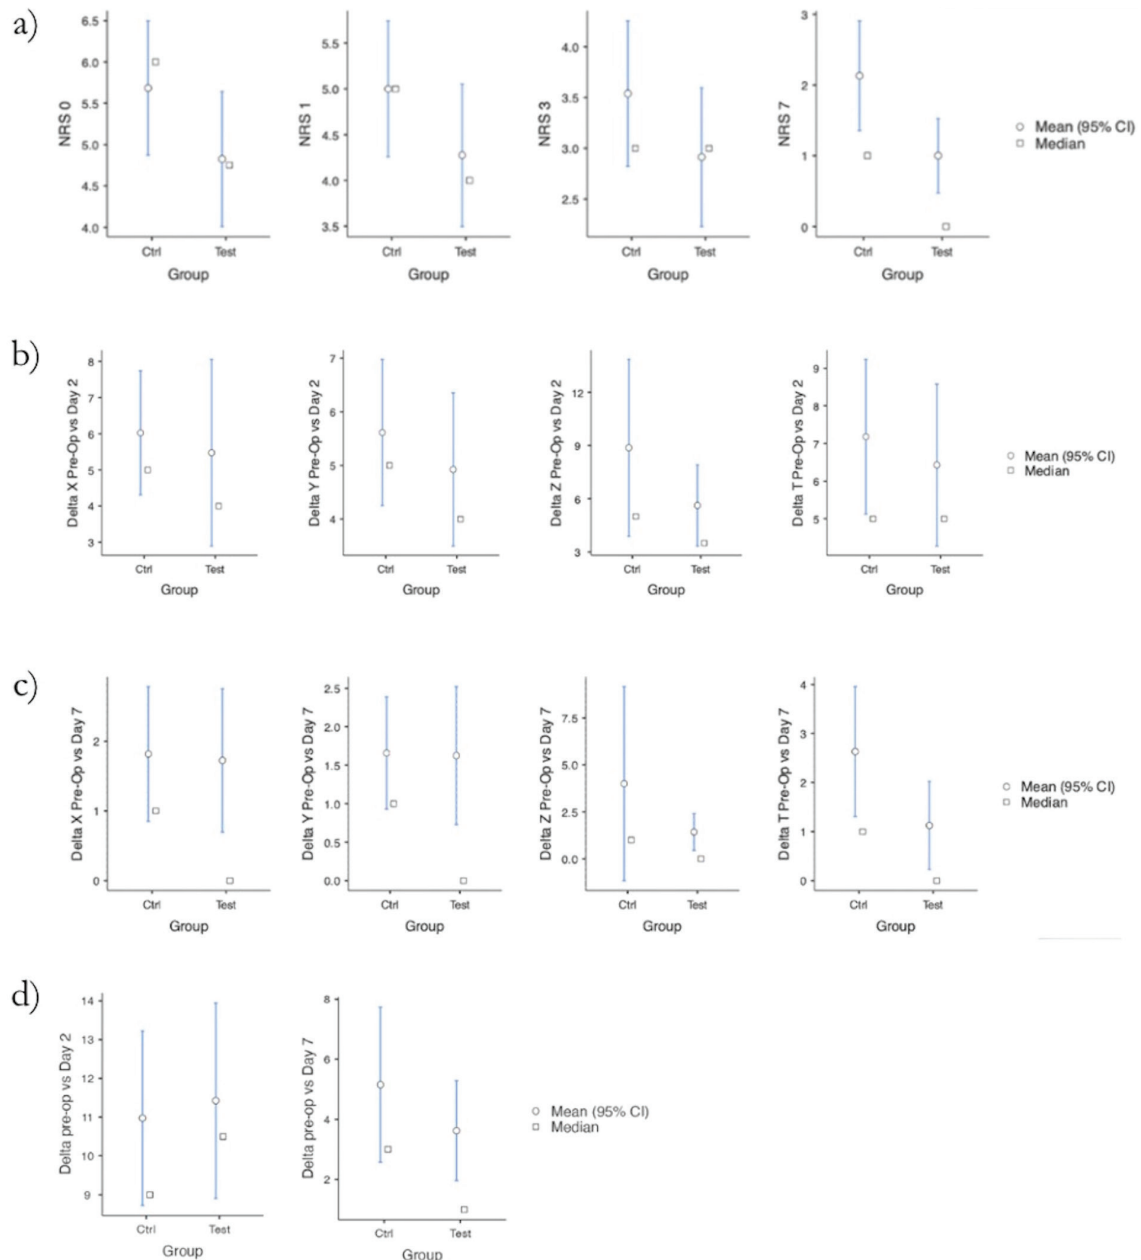 a)
NRS 0
6.5
6.0
5.5
5.0
4.5
4.0
Ctrl Test
Group
NRS 1
5.5
5.0
4.5
4.0
3.5
Ctrl Test
Group
NRS 3
4.0
3.5
3.0
2.5
Ctrl Test
Group
NRS 7
3
2
1
0
Ctrl Test
Group
Mean (95% CI)
Median
b)
Delta X Pre-Op vs Day 2
8
7
6
5
4
3
Ctrl Test
Group
Delta Y Pre-Op vs Day 2
7
6
5
4
Ctrl Test
Group
Delta Z Pre-Op vs Day 2
12
9
6
3
Ctrl Test
Group
Delta T Pre-Op vs Day 2
9
8
7
6
5
Ctrl Test
Group
Mean (95% CI)
Median
c)
Delta X Pre-Op vs Day 7
2
1
0
Ctrl Test
Group
Delta Y Pre-Op vs Day 7
2.5
2.0
1.5
1.0
0.5
0.0
Ctrl Test
Group
Delta Z Pre-Op vs Day 7
7.5
5.0
2.5
0.0
Ctrl Test
Group
Delta T Pre-Op vs Day 7
4
3
2
1
0
Ctrl Test
Group
Mean (95% CI)
Median
d)
Delta pre-op vs Day 2
14
13
12
11
10
9
Ctrl Test
Group
Delta pre-op vs Day 7
8
6
4
2
Ctrl Test
Group
Mean (95% CI)
Median